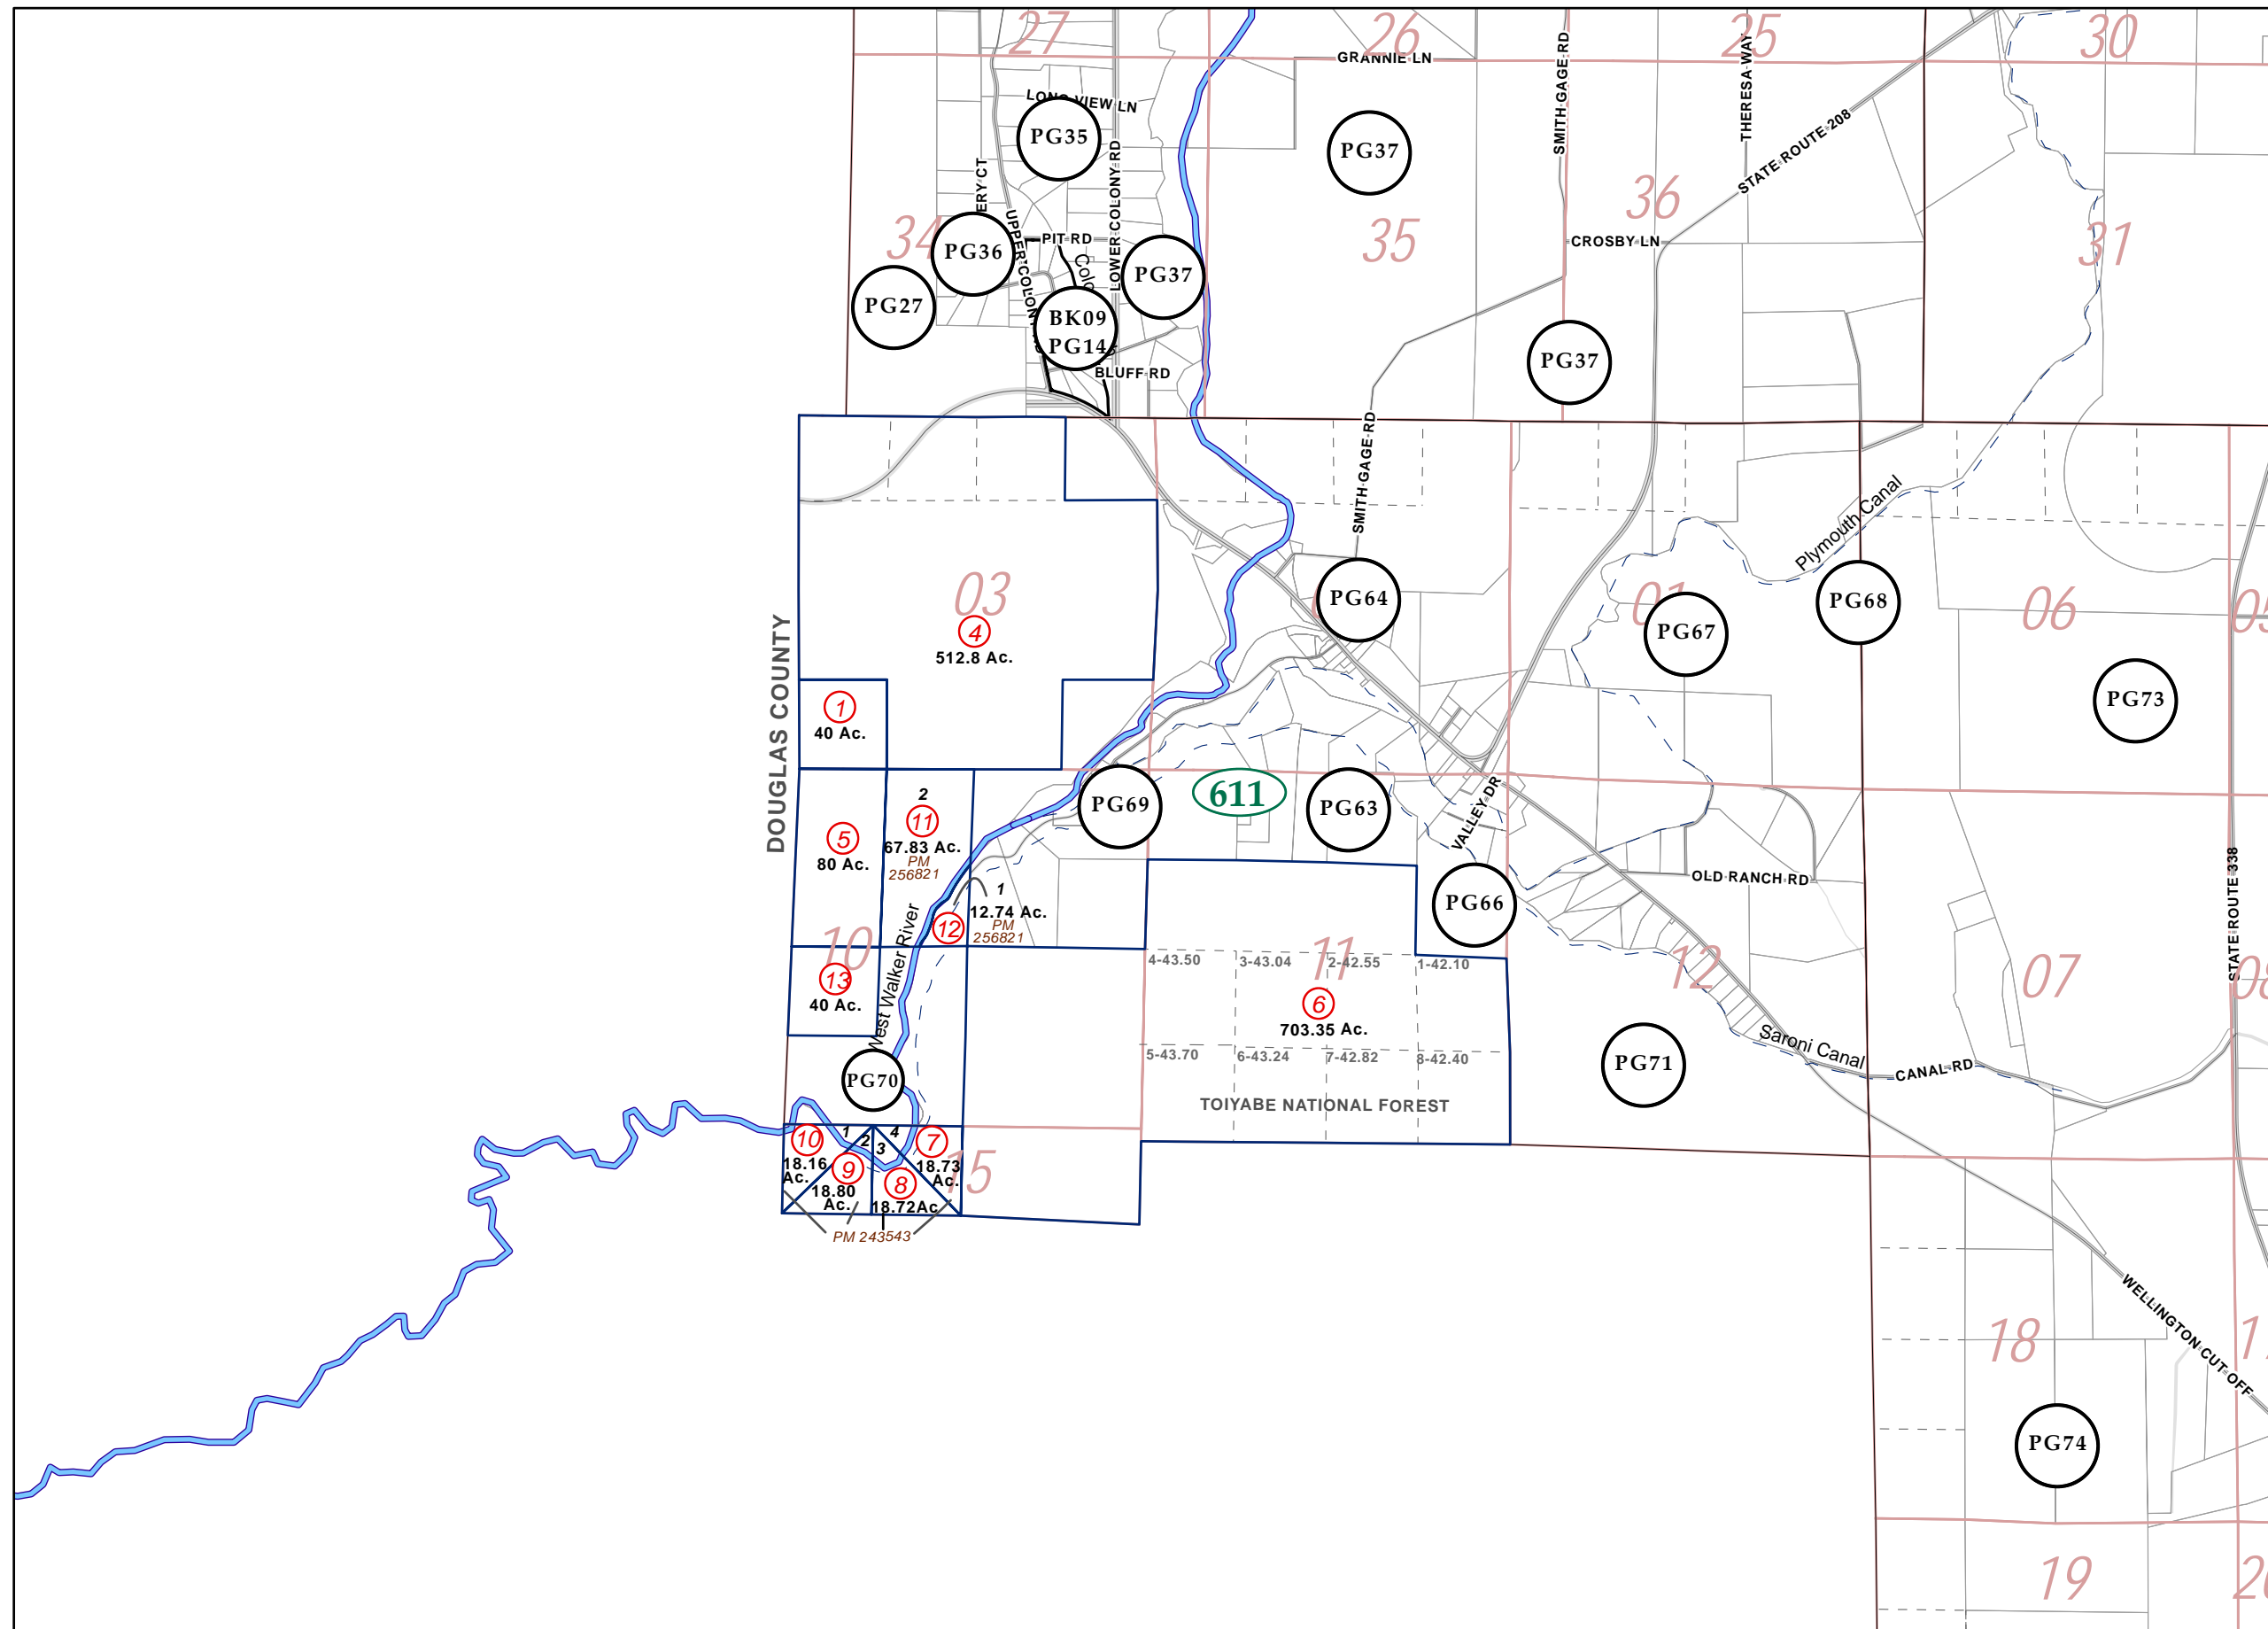 27
26
25
30
GRANNIE LN
SMITH GAGE RD
THERESA WAY
STATE ROUTE 208
LONG VIEW LN
PG35
PG37
LOWER COLONY RD
ERY CT
36
34
PG36
UPPER COLONY RD
PIT RD
35
CROSBY LN
31
PG27
PG37
BK09
PG14
BLUFF RD
PG37
SMITH GAGE RD
Plymouth Canal
03
4
512.8 Ac.
PG64
01
PG67
PG68
06
05
DOUGLAS COUNTY
1
40 Ac.
PG73
2
11
67.83 Ac.
PM
256821
5
80 Ac.
PG69
611
PG63
VALLEY DR
OLD RANCH RD
STATE ROUTE 338
1
12.74 Ac.
PM
256821
12
PG66
10
13
40 Ac.
West Walker River
4-43.50
3-43.04
2-42.55
1-42.10
11
6
703.35 Ac.
12
07
08
5-43.70
6-43.24
7-42.82
8-42.40
PG70
PG71
Saroni Canal
CANAL RD
TOIYABE NATIONAL FOREST
10
1
2
3
4
7
18.16
Ac.
9
18.80
Ac.
8
18.72Ac
18.73
Ac.
15
PM 243543
WELLINGTON CUT OFF
18
PG74
19